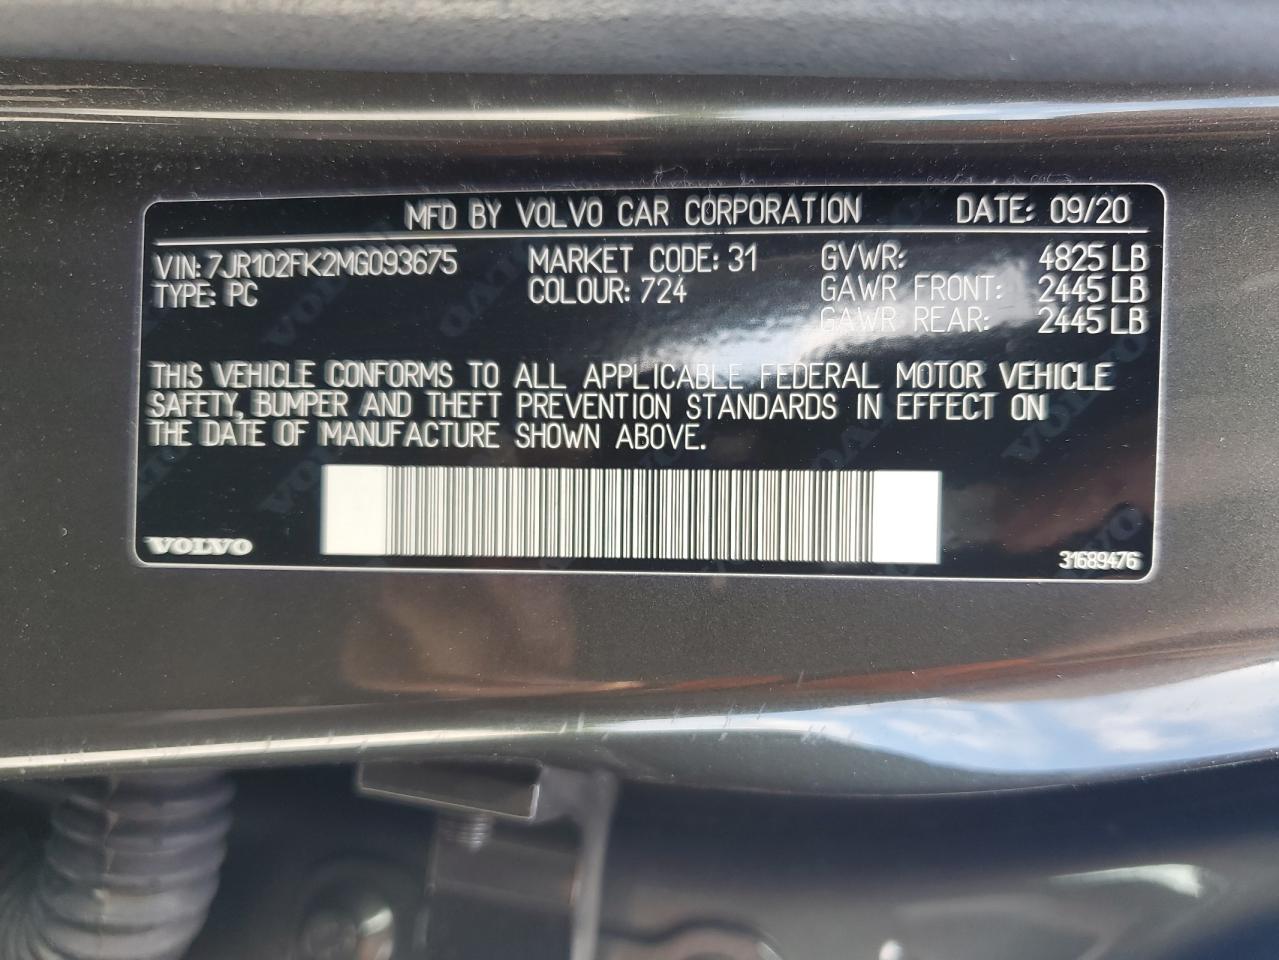 MFD BY VOLVO CAR CORPORATION DATE: 09/20
VIN: 7JR102FK2MG093675 MARKET CODE: 31 GVWR: 4825 LB
TYPE: PC COLOUR: 724 GAWR FRONT: 2445 LB
GAWR REAR: 2445 LB
THIS VEHICLE CONFORMS TO ALL APPLICABLE FEDERAL MOTOR VEHICLE
SAFETY, BUMPER AND THEFT PREVENTION STANDARDS IN EFFECT ON
THE DATE OF MANUFACTURE SHOWN ABOVE.
VOLVO 31689476